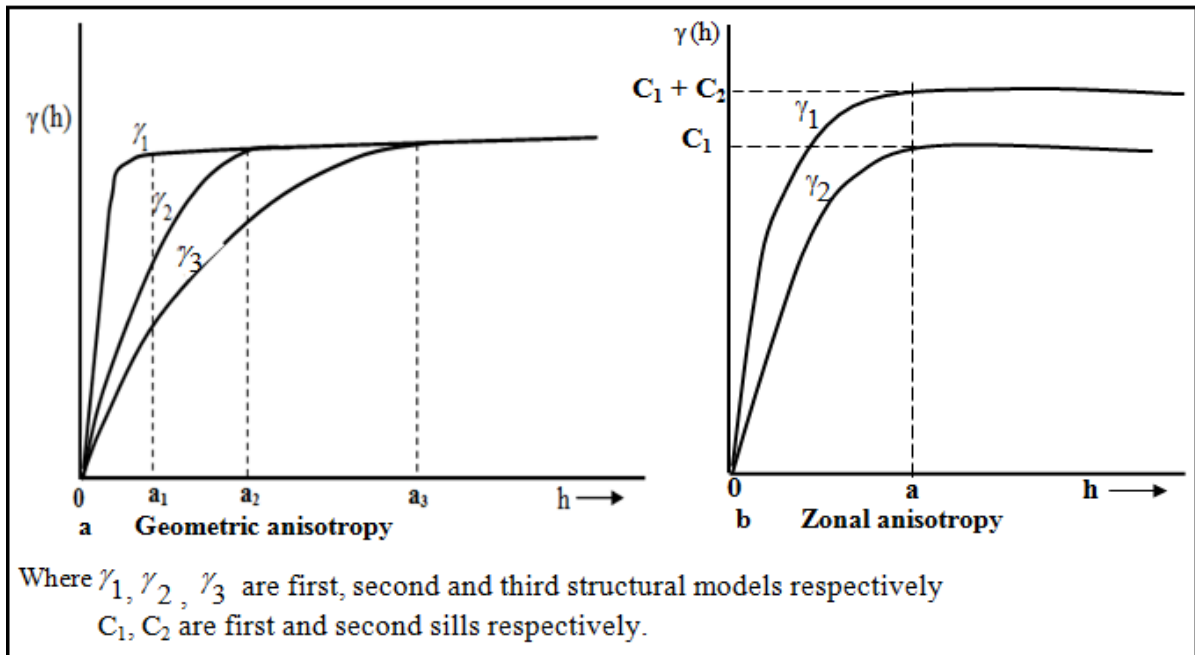 γ(h)
γ₁
γ₂
γ₃
0 a₁ a₂ a₃ h
a Geometric anisotropy
γ(h)
C₁ + C₂
C₁
γ₁
γ₂
0 a h
b Zonal anisotropy
Where γ₁, γ₂ , γ₃ are first, second and third structural models respectively
C₁, C₂ are first and second sills respectively.